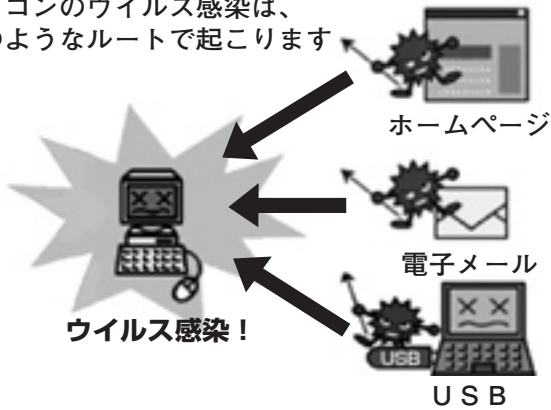 コンのウイルス感染は、
のようなルートで起こります
ホームページ
電子メール
ウイルス感染！
USB
ＵＳＢ